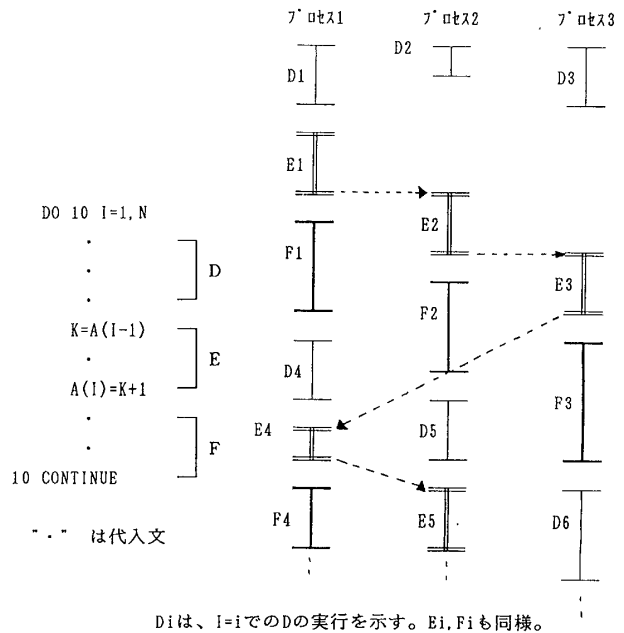 プロセス1 プロセス2 プロセス3
D1 D2 D3
E1
DO 10 I=1,N
・
・
・
D
K=A(I-1)
・
A(I)=K+1
E
・
・
F
10 CONTINUE
"・" は代入文
E2
F1
E3
F2
D4
F3
E4
D5
F4
E5
D6
Diは、I=iでのDの実行を示す。Ei,Fiも同様。